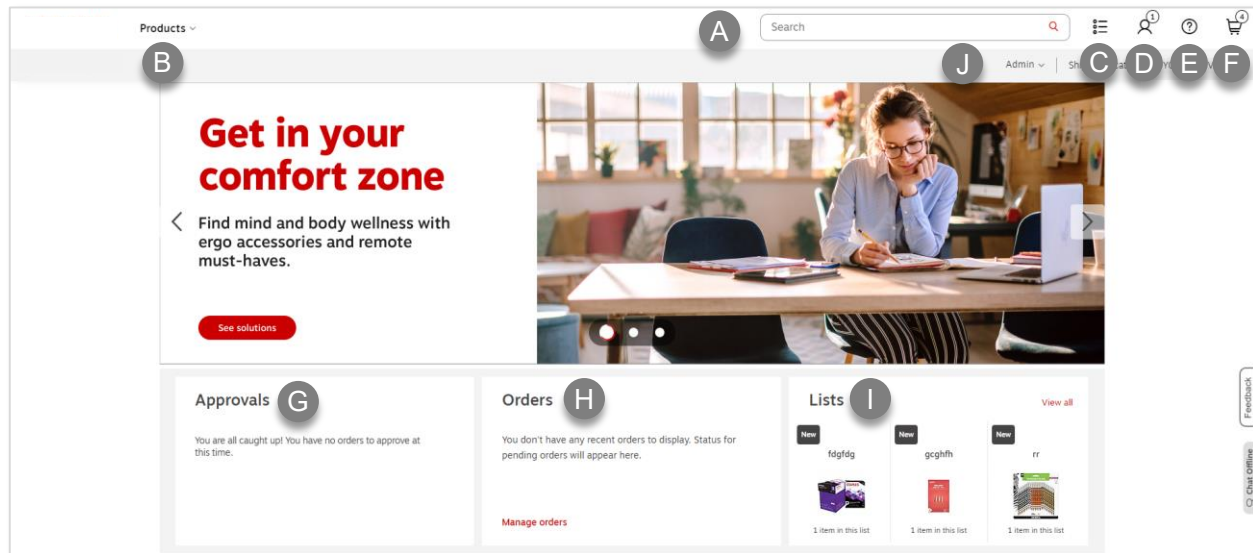 Products
A
Search
1
4
B
J
Admin
C
D
E
F
Get in your
comfort zone
Find mind and body wellness with
ergo accessories and remote
must-haves.
See solutions
Approvals
G
You are all caught up! You have no orders to approve at
this time.
Orders
H
You don't have any recent orders to display. Status for
pending orders will appear here.
Manage orders
Lists
I
View all
New
New
New
fdgfdg
gcghfh
rr
1 item in this list
1 item in this list
1 item in this list
Feedback
Chat Offline